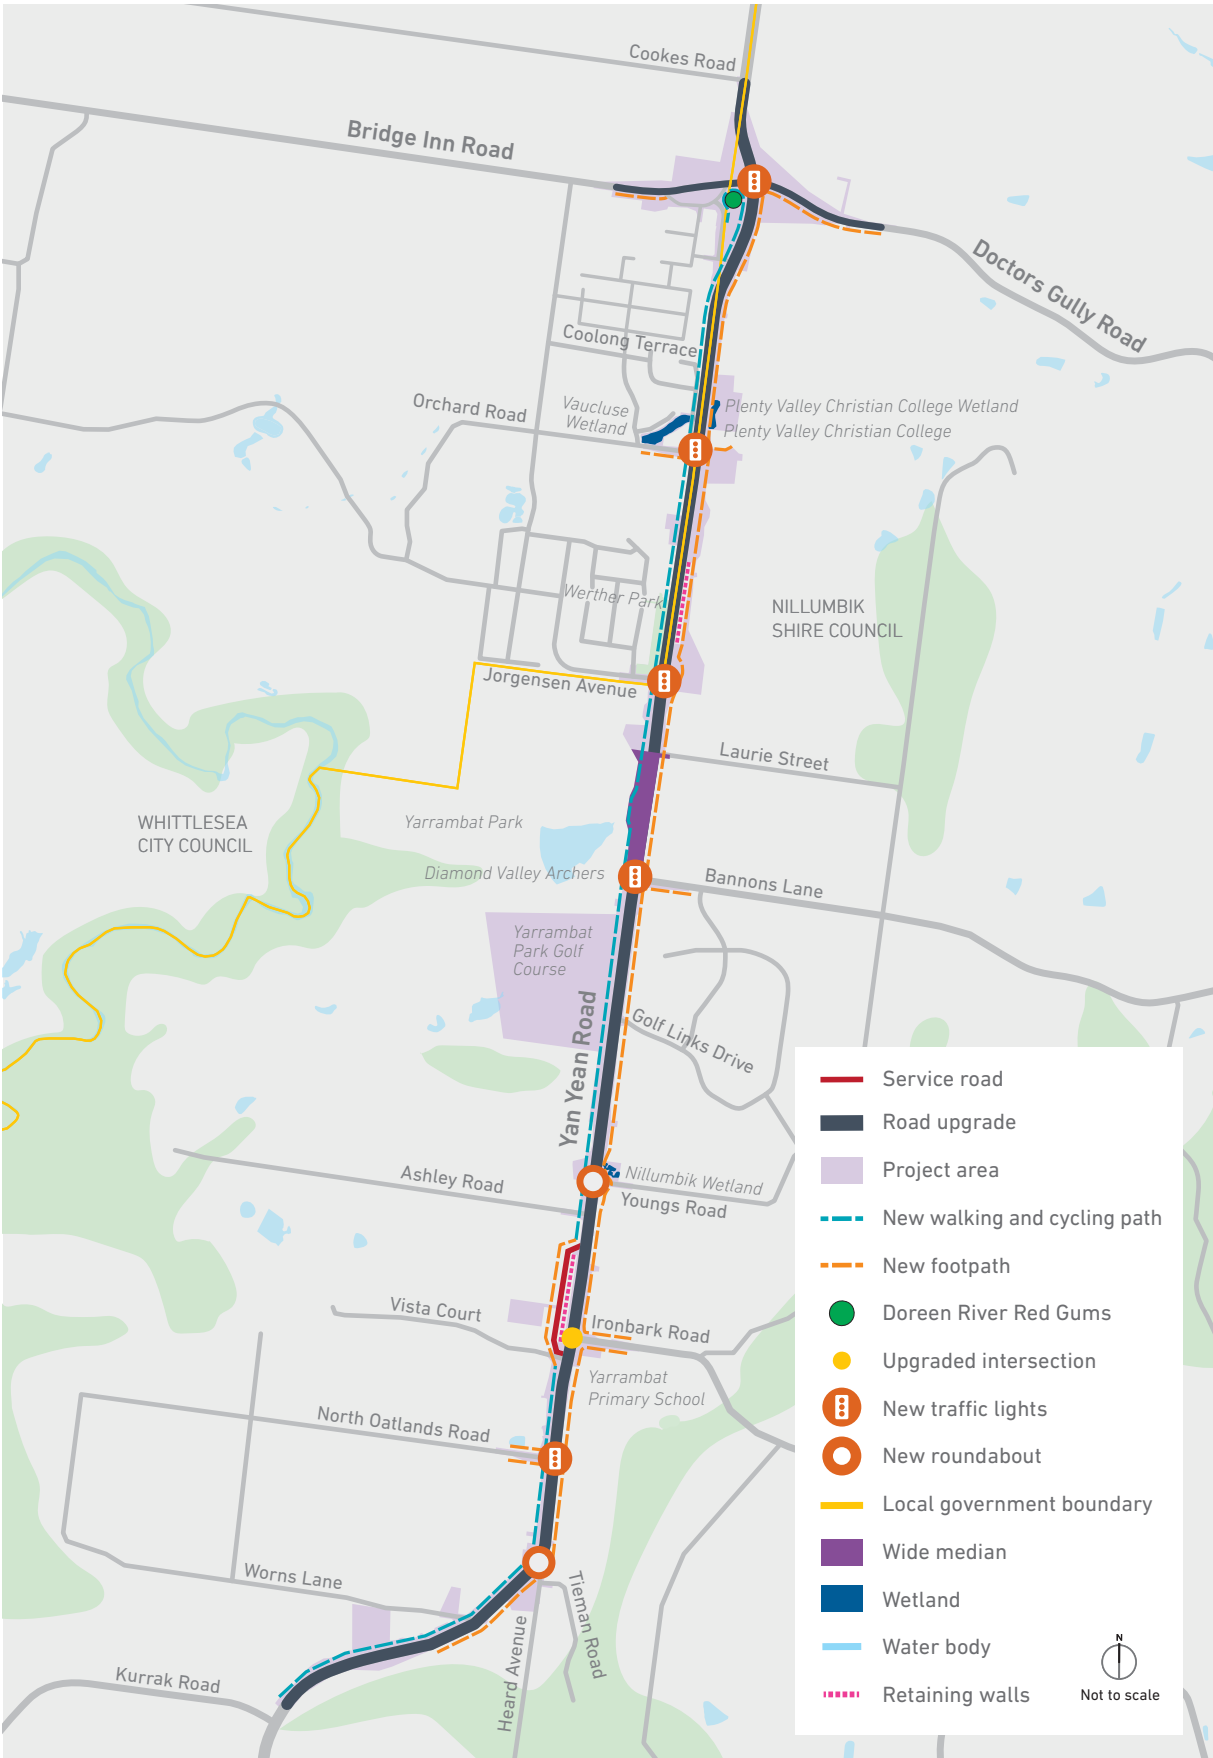 Cookes Road
Bridge Inn Road
Doctors Gully Road
Coolong Terrace
Orchard Road
Vaucluse
Wetland
Plenty Valley Christian College Wetland
Plenty Valley Christian College
Werther Park
NILLUMBIK
SHIRE COUNCIL
Jorgensen Avenue
Laurie Street
WHITTLESEA
CITY COUNCIL
Yarrambat Park
Diamond Valley Archers
Bannons Lane
Yarrambat
Park Golf
Course
Yan Yean Road
Golf Links Drive
Ashley Road
Nillumbik Wetland
Youngs Road
Vista Court
Ironbark Road
Yarrambat
Primary School
North Oatlands Road
Worns Lane
Tieman Road
Heard Avenue
Kurrak Road
Service road
Road upgrade
Project area
New walking and cycling path
New footpath
Doreen River Red Gums
Upgraded intersection
New traffic lights
New roundabout
Local government boundary
Wide median
Wetland
Water body
Retaining walls
N
Not to scale